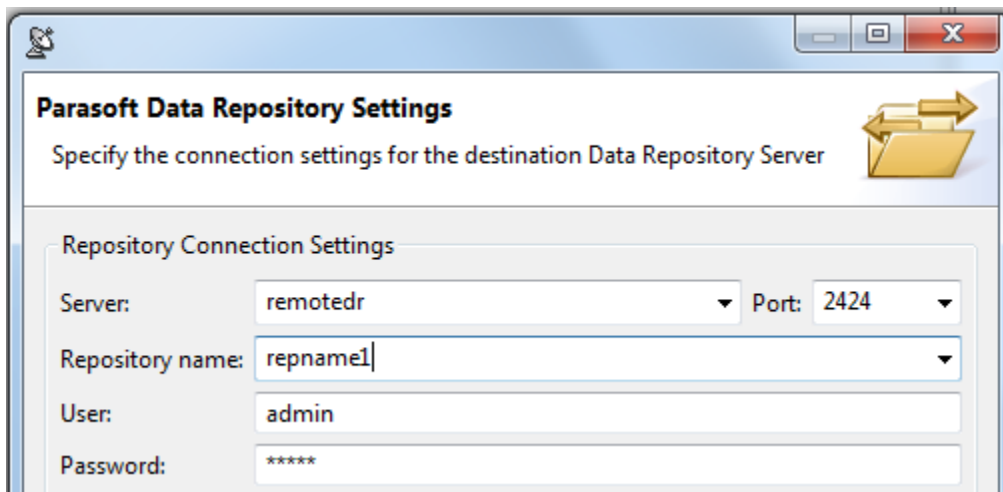 Parasoft Data Repository Settings
Specify the connection settings for the destination Data Repository Server
Repository Connection Settings
Server: remotedr Port: 2424
Repository name: repname1
User: admin
Password: *****